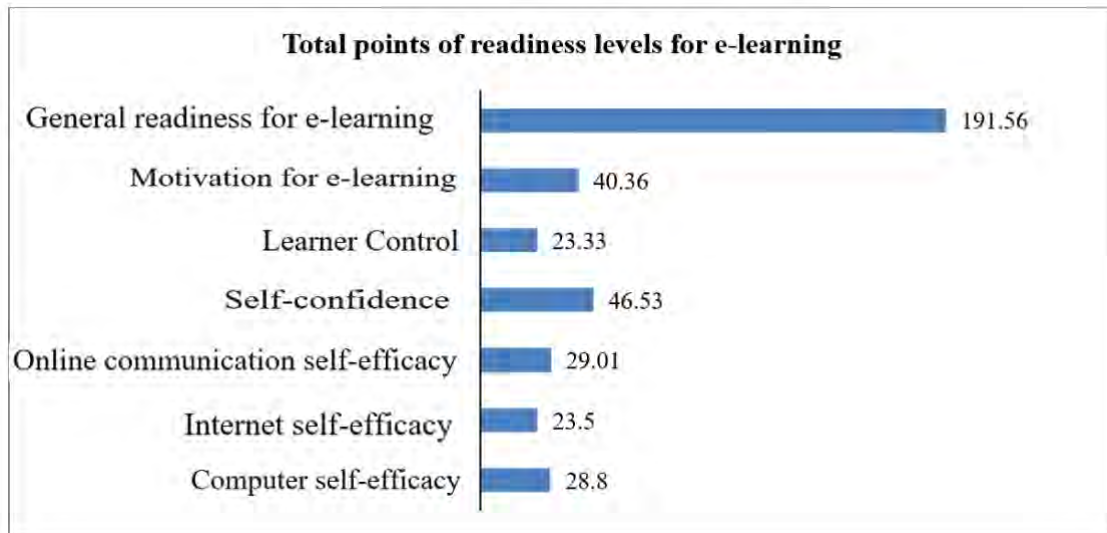 Total points of readiness levels for e-learning
General readiness for e-learning 191.56
Motivation for e-learning 40.36
Learner Control 23.33
Self-confidence 46.53
Online communication self-efficacy 29.01
Internet self-efficacy 23.5
Computer self-efficacy 28.8